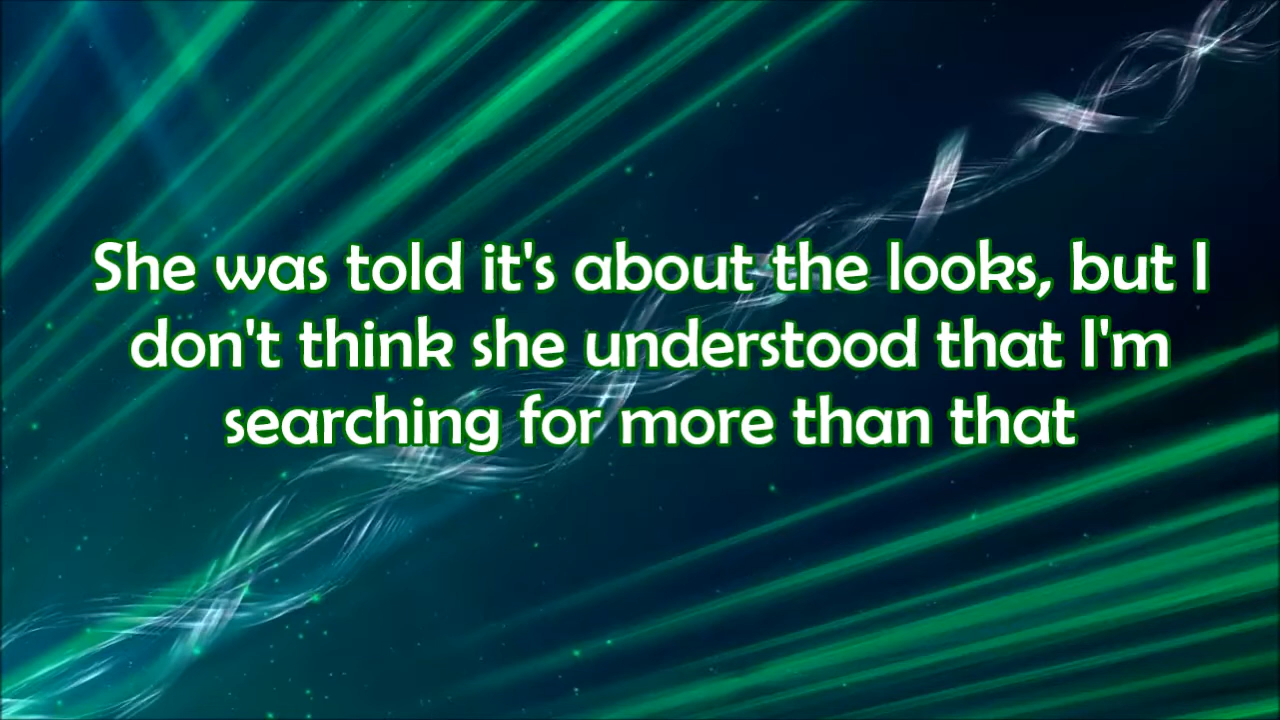 She was told it's about the looks, but I
don't think she understood that I'm
searching for more than that